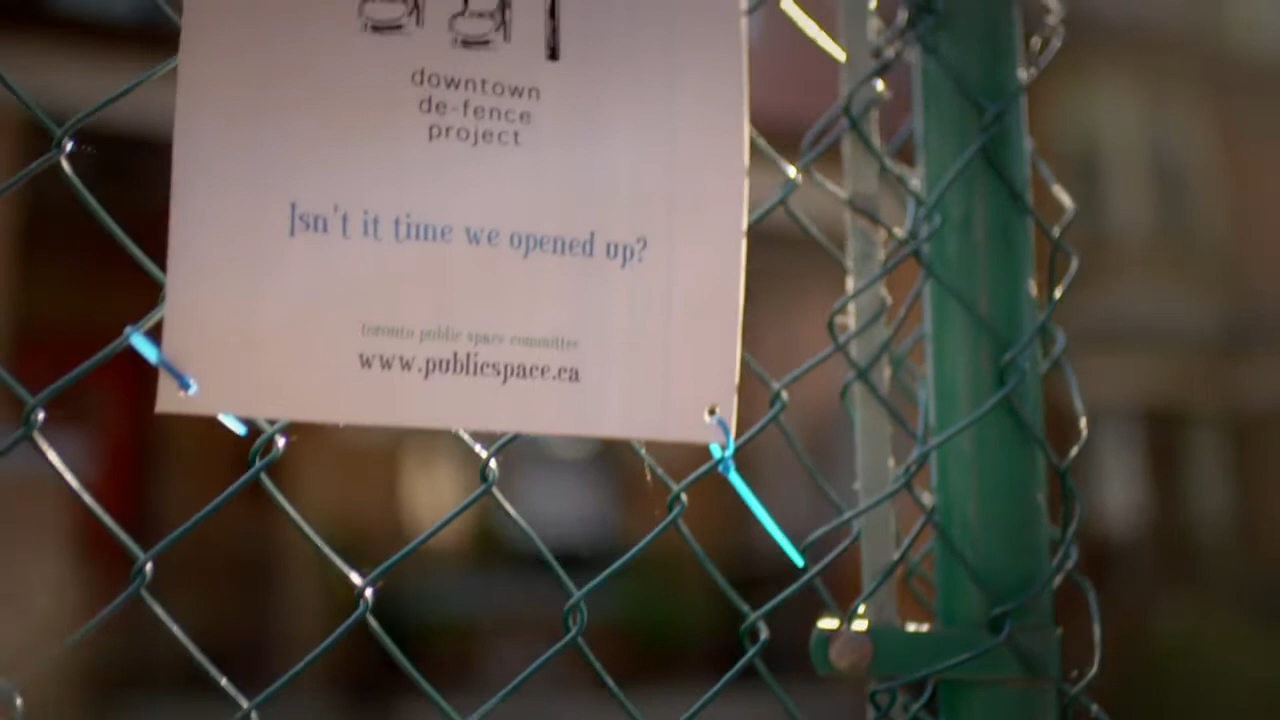 downtown
de-fence
project
Isn't it time we opened up?
toronto public space committee
www.publicspace.ca